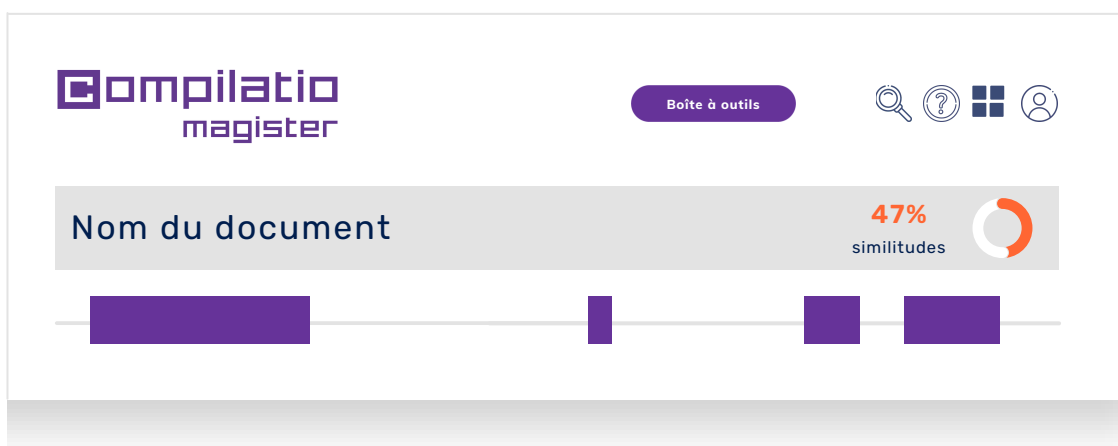 Compilatio
magister
Boîte à outils
?
Nom du document
47%
similitudes